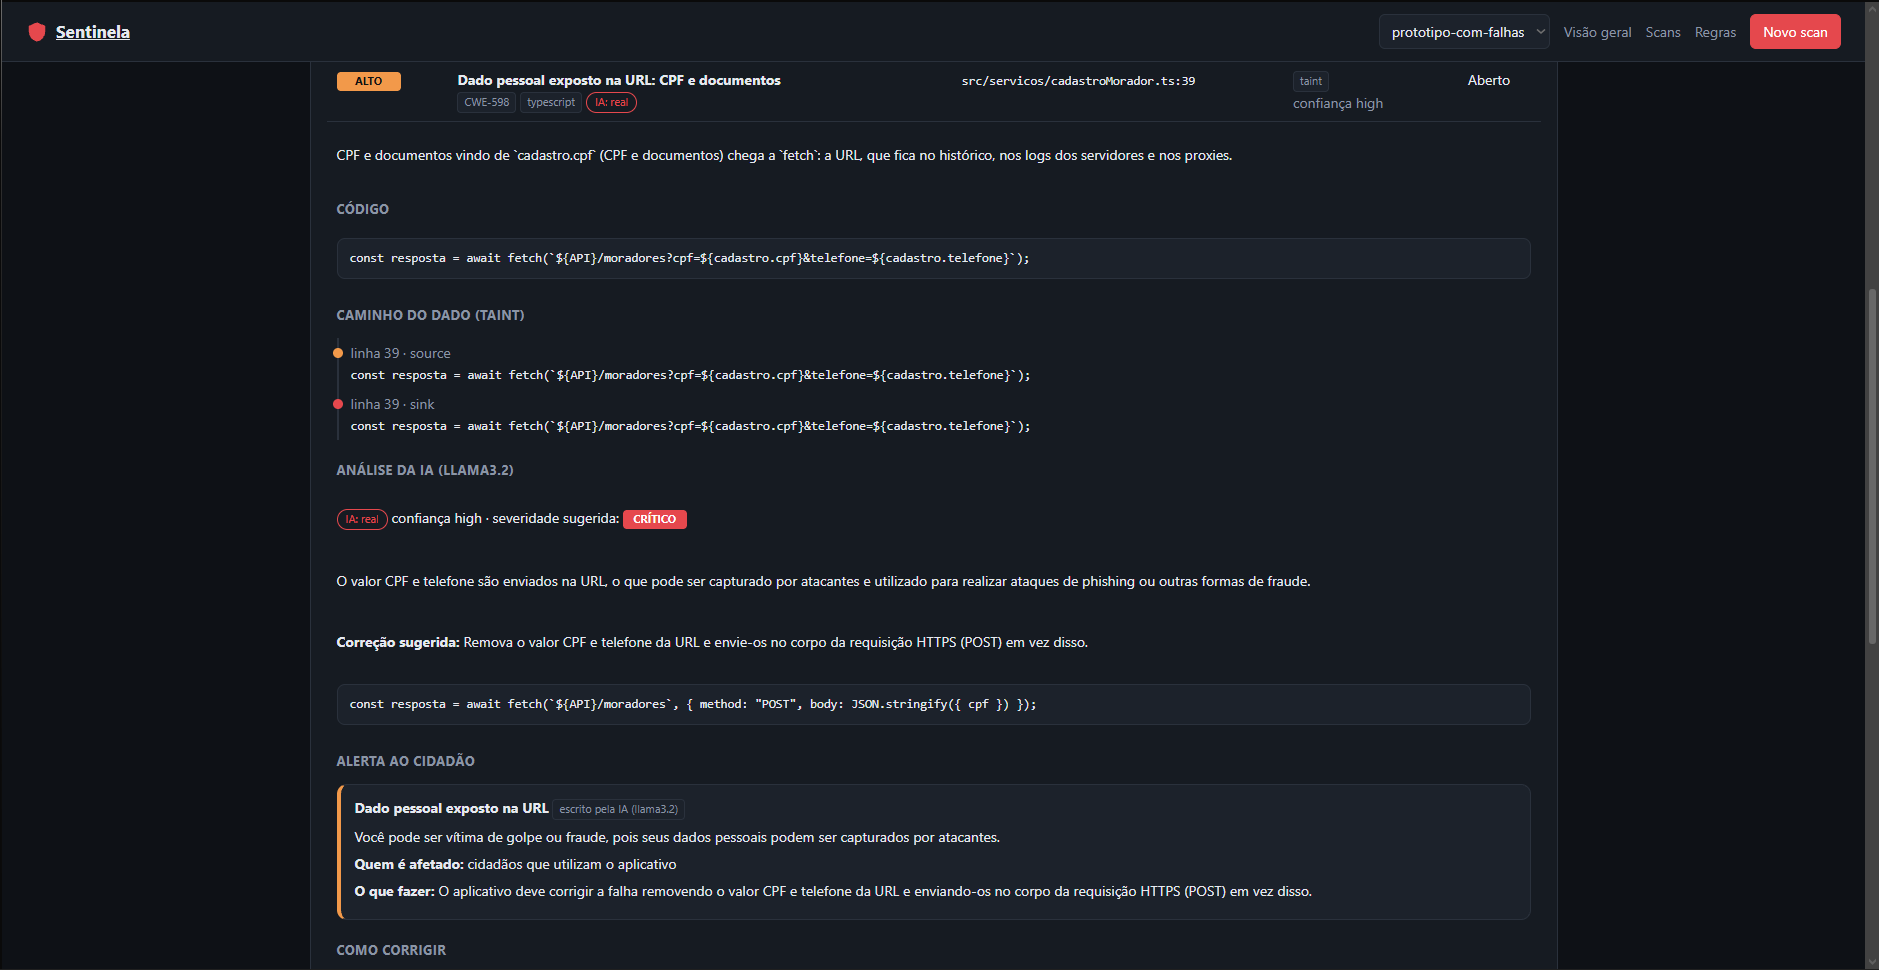 Sentinela
prototipo-com-falhas
Visão geral
Scans
Regras
Novo scan
ALTO
Dado pessoal exposto na URL: CPF e documentos
src/servicos/cadastroMorador.ts:39
taint
Aberto
CWE-598
typescript
IA: real
confiança high
CPF e documentos vindo de `cadastro.cpf` (CPF e documentos) chega a `fetch`: a URL, que fica no histórico, nos logs dos servidores e nos proxies.
CÓDIGO
const resposta = await fetch(`${API}/moradores?cpf=${cadastro.cpf}&telefone=${cadastro.telefone}`);
CAMINHO DO DADO (TAINT)
linha 39 · source
const resposta = await fetch(`${API}/moradores?cpf=${cadastro.cpf}&telefone=${cadastro.telefone}`);
linha 39 · sink
const resposta = await fetch(`${API}/moradores?cpf=${cadastro.cpf}&telefone=${cadastro.telefone}`);
ANÁLISE DA IA (LLAMA3.2)
IA: real confiança high · severidade sugerida: CRÍTICO
O valor CPF e telefone são enviados na URL, o que pode ser capturado por atacantes e utilizado para realizar ataques de phishing ou outras formas de fraude.
Correção sugerida: Remova o valor CPF e telefone da URL e envie-os no corpo da requisição HTTPS (POST) em vez disso.
const resposta = await fetch(`${API}/moradores`, { method: "POST", body: JSON.stringify({ cpf }) });
ALERTA AO CIDADÃO
Dado pessoal exposto na URL escrito pela IA (llama3.2)
Você pode ser vítima de golpe ou fraude, pois seus dados pessoais podem ser capturados por atacantes.
Quem é afetado: cidadãos que utilizam o aplicativo
O que fazer: O aplicativo deve corrigir a falha removendo o valor CPF e telefone da URL e enviando-os no corpo da requisição HTTPS (POST) em vez disso.
COMO CORRIGIR